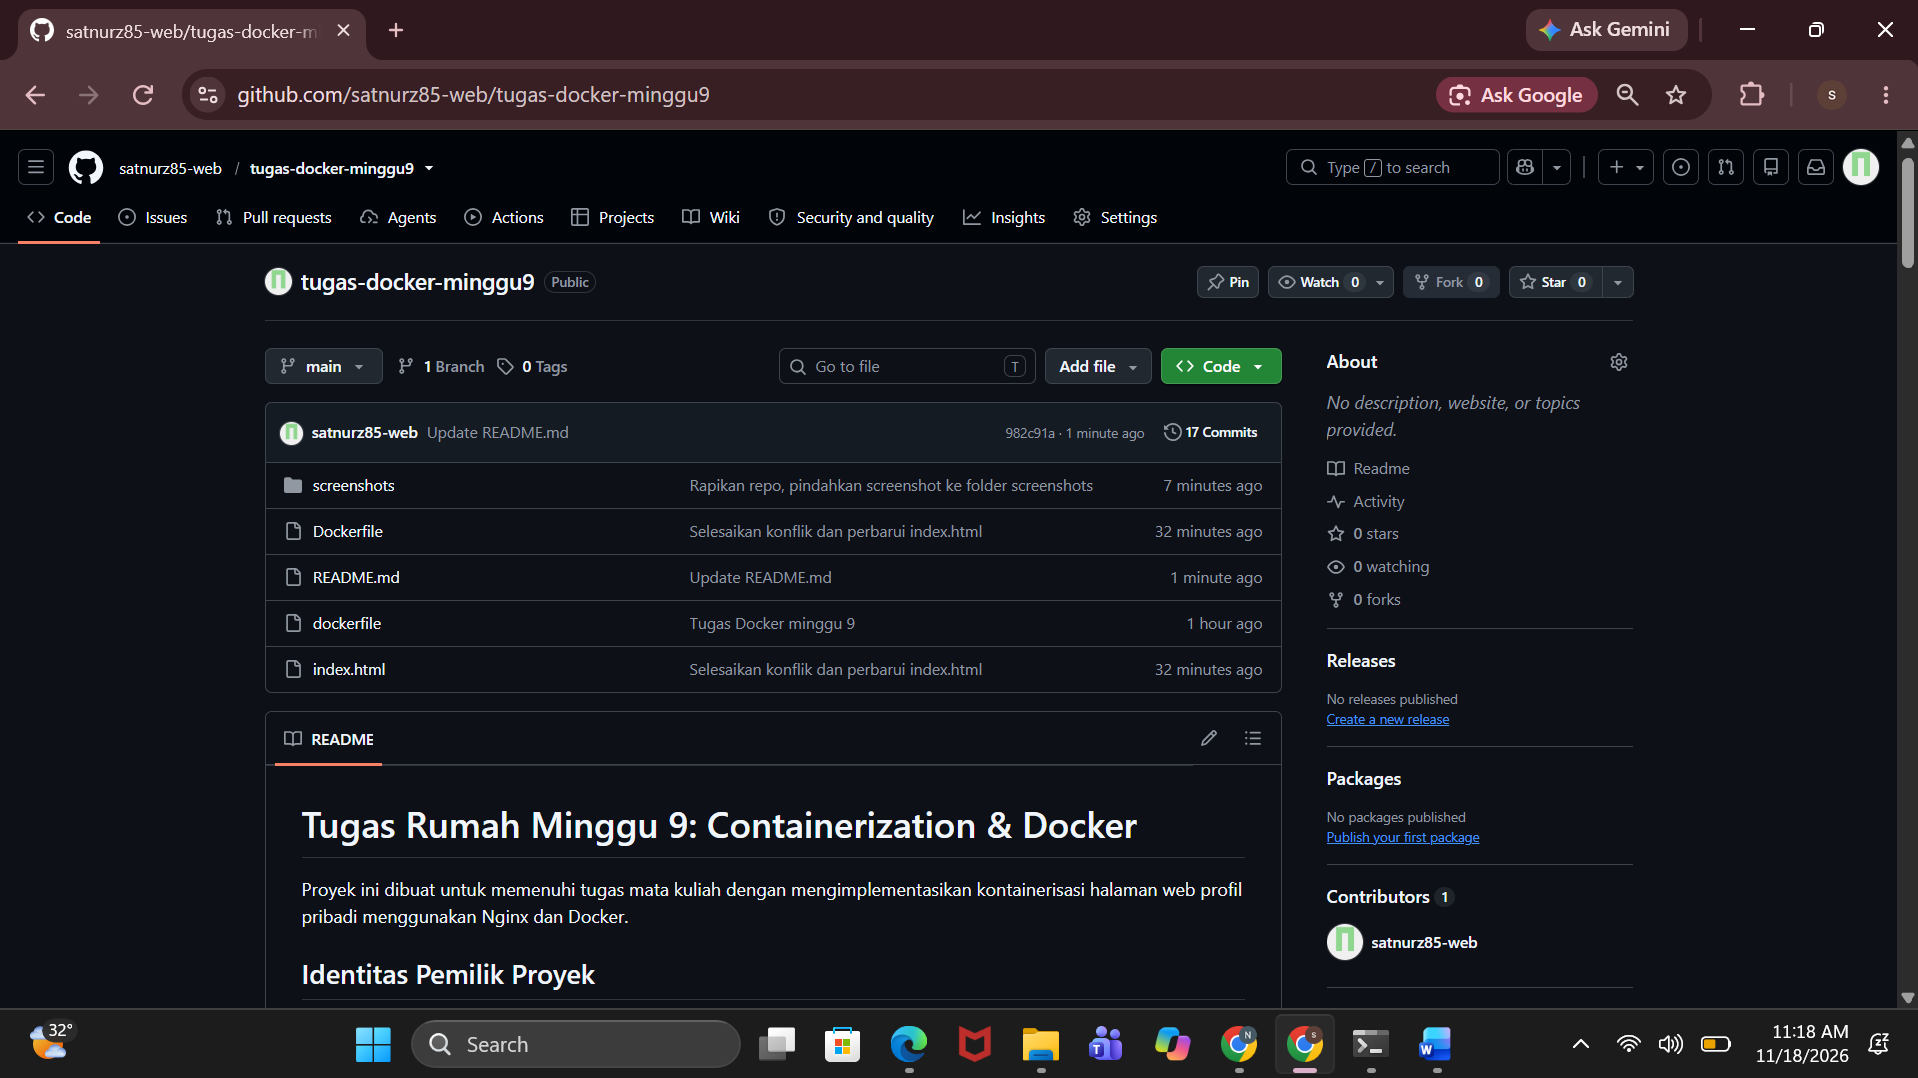 satnurz85-web/tugas-docker-m
Ask Gemini
github.com/satnurz85-web/tugas-docker-minggu9
Ask Google
s
satnurz85-web / tugas-docker-minggu9
Type / to search
Code
Issues
Pull requests
Agents
Actions
Projects
Wiki
Security and quality
Insights
Settings
tugas-docker-minggu9 Public
Pin
Watch 0
Fork 0
Star 0
main
1 Branch
0 Tags
Go to file T
Add file
Code
satnurz85-web Update README.md 982c91a · 1 minute ago 17 Commits
screenshots Rapikan repo, pindahkan screenshot ke folder screenshots 7 minutes ago
Dockerfile Selesaikan konflik dan perbarui index.html 32 minutes ago
README.md Update README.md 1 minute ago
dockerfile Tugas Docker minggu 9 1 hour ago
index.html Selesaikan konflik dan perbarui index.html 32 minutes ago
README
Tugas Rumah Minggu 9: Containerization & Docker
Proyek ini dibuat untuk memenuhi tugas mata kuliah dengan mengimplementasikan kontainerisasi halaman web profil
pribadi menggunakan Nginx dan Docker.
Identitas Pemilik Proyek
About
No description, website, or topics
provided.
Readme
Activity
0 stars
0 watching
0 forks
Releases
No releases published
Create a new release
Packages
No packages published
Publish your first package
Contributors 1
satnurz85-web
32°
Search
N
S
11:18 AM
11/18/2026